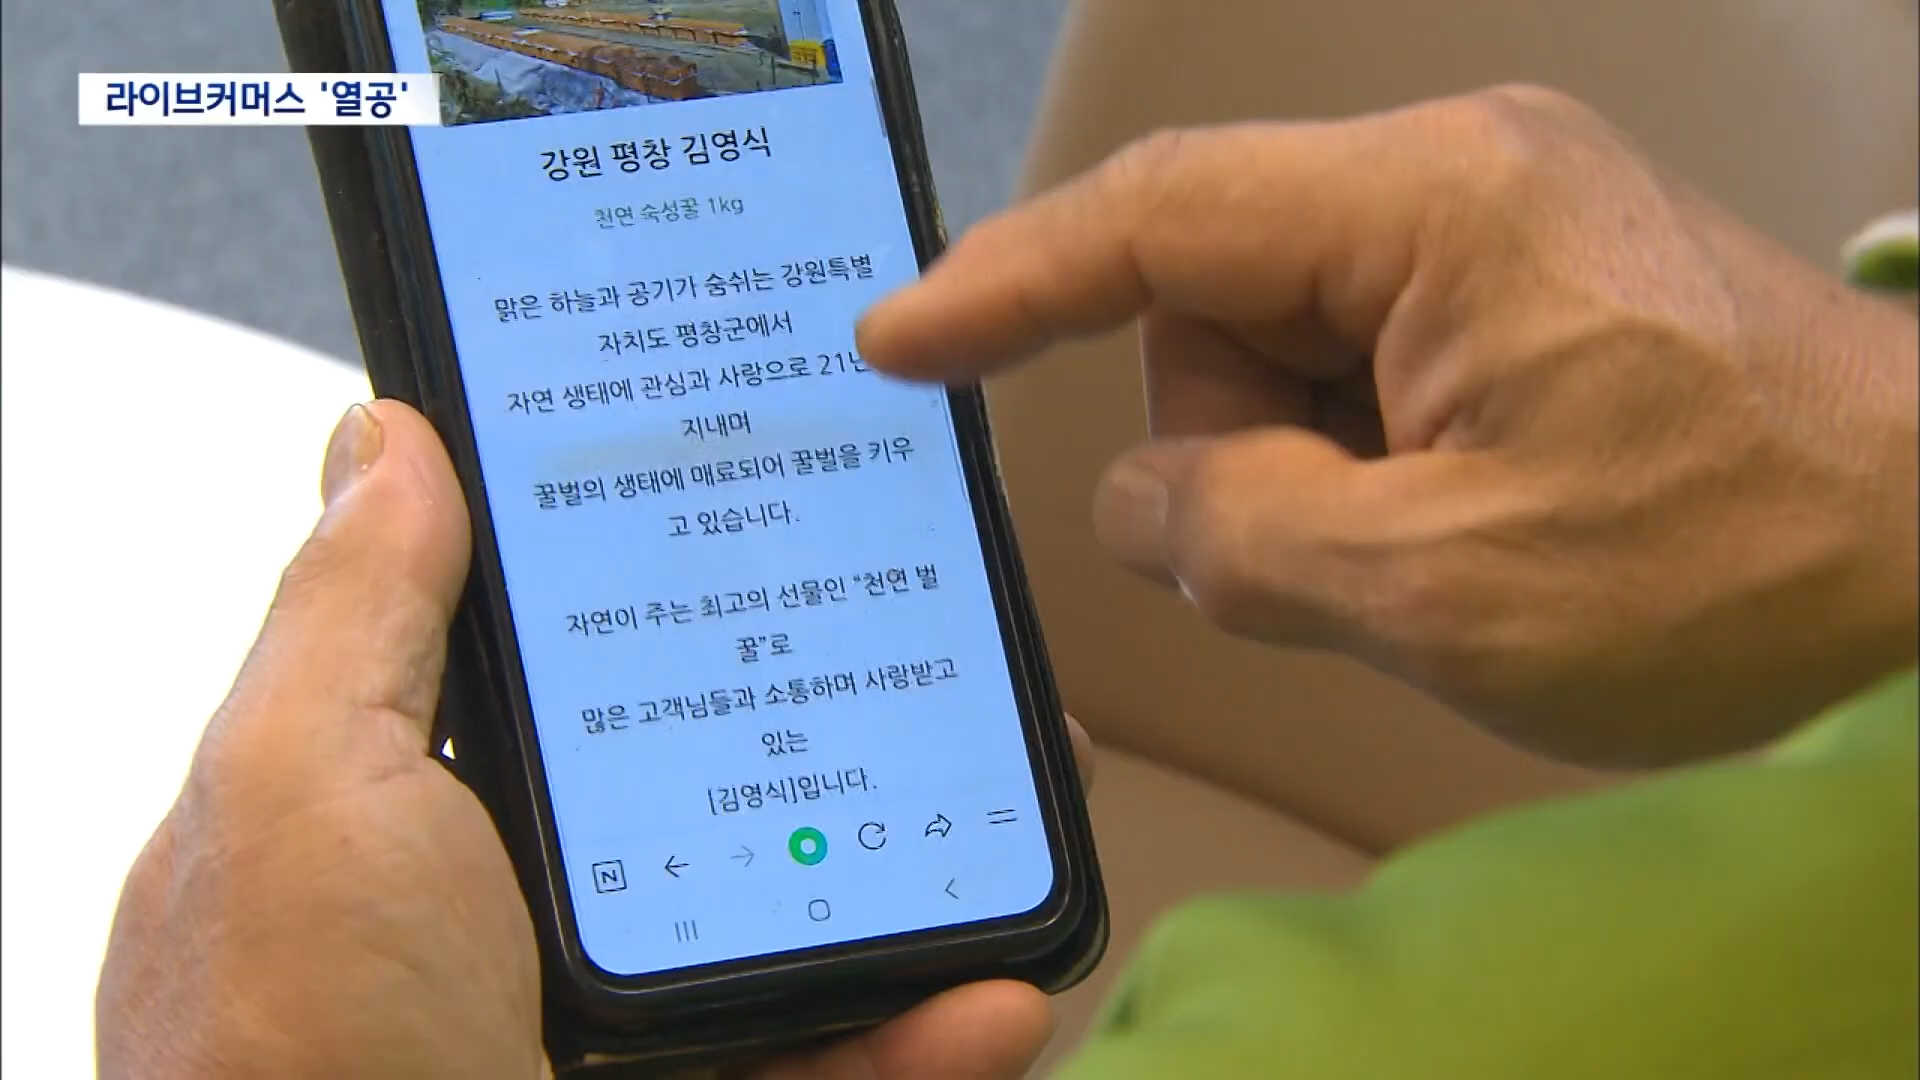 라이브커머스 '열공'
강원 평창 김영식
천연 숙성꿀 1kg
맑은 하늘과 공기가 숨쉬는 강원특별
자치도 평창군에서
자연 생태에 관심과 사랑으로 21년
지내며
꿀벌의 생태에 매료되어 꿀벌을 키우
고 있습니다.
자연이 주는 최고의 선물인 "천연 벌
꿀"로
많은 고객님들과 소통하며 사랑받고
있는
[김영식]입니다.
N